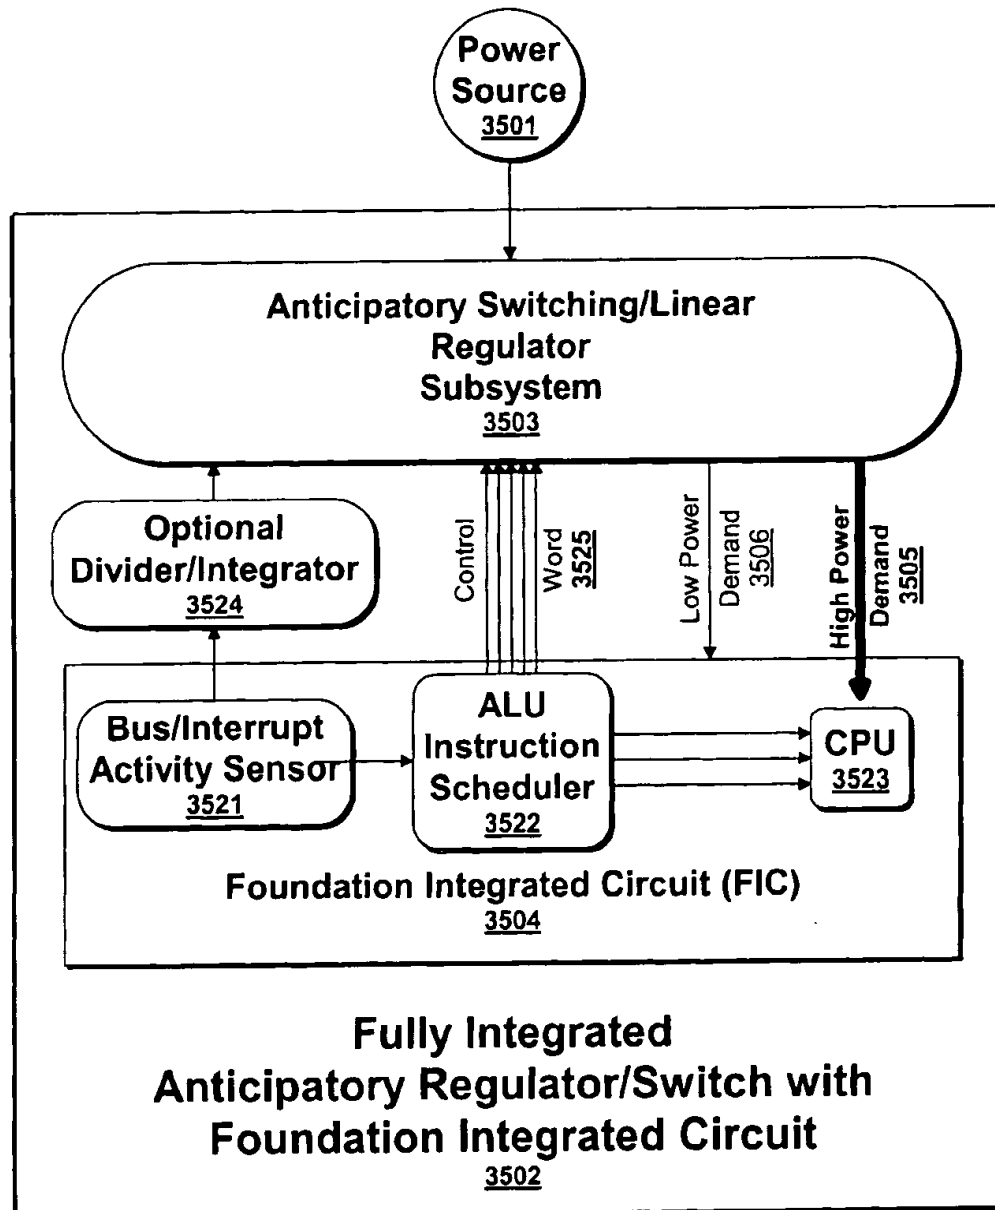 Power
Source
3501
Anticipatory Switching/Linear
Regulator
Subsystem
3503
Optional
Divider/Integrator
3524
Control
Word
3525
Low Power
Demand
3506
High Power
Demand
3505
Bus/Interrupt
Activity Sensor
3521
ALU
Instruction
Scheduler
3522
CPU
3523
Foundation Integrated Circuit (FIC)
3504
Fully Integrated
Anticipatory Regulator/Switch with
Foundation Integrated Circuit
3502